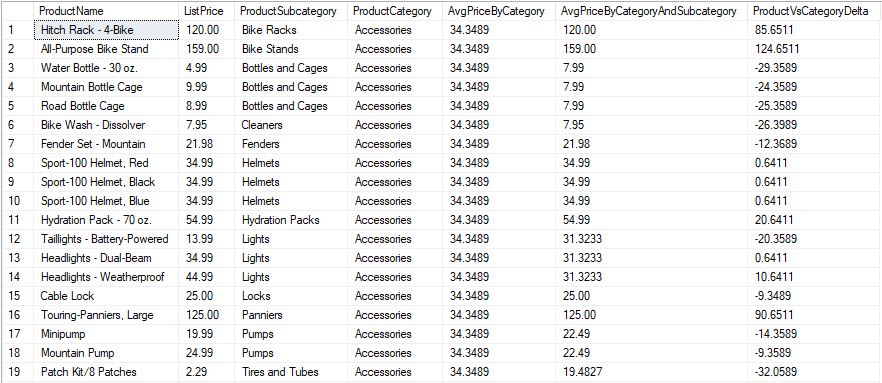 ProductName ListPrice ProductSubcategory ProductCategory AvgPriceByCategory AvgPriceByCategoryAndSubcategory ProductVsCategoryDelta
1 Hitch Rack - 4-Bike 120.00 Bike Racks Accessories 34.3489 120.00 85.6511
2 All-Purpose Bike Stand 159.00 Bike Stands Accessories 34.3489 159.00 124.6511
3 Water Bottle - 30 oz. 4.99 Bottles and Cages Accessories 34.3489 7.99 -29.3589
4 Mountain Bottle Cage 9.99 Bottles and Cages Accessories 34.3489 7.99 -24.3589
5 Road Bottle Cage 8.99 Bottles and Cages Accessories 34.3489 7.99 -25.3589
6 Bike Wash - Dissolver 7.95 Cleaners Accessories 34.3489 7.95 -26.3989
7 Fender Set - Mountain 21.98 Fenders Accessories 34.3489 21.98 -12.3689
8 Sport-100 Helmet, Red 34.99 Helmets Accessories 34.3489 34.99 0.6411
9 Sport-100 Helmet, Black 34.99 Helmets Accessories 34.3489 34.99 0.6411
10 Sport-100 Helmet, Blue 34.99 Helmets Accessories 34.3489 34.99 0.6411
11 Hydration Pack - 70 oz. 54.99 Hydration Packs Accessories 34.3489 54.99 20.6411
12 Taillights - Battery-Powered 13.99 Lights Accessories 34.3489 31.3233 -20.3589
13 Headlights - Dual-Beam 34.99 Lights Accessories 34.3489 31.3233 0.6411
14 Headlights - Weatherproof 44.99 Lights Accessories 34.3489 31.3233 10.6411
15 Cable Lock 25.00 Locks Accessories 34.3489 25.00 -9.3489
16 Touring-Panniers, Large 125.00 Panniers Accessories 34.3489 125.00 90.6511
17 Minipump 19.99 Pumps Accessories 34.3489 22.49 -14.3589
18 Mountain Pump 24.99 Pumps Accessories 34.3489 22.49 -9.3589
19 Patch Kit/8 Patches 2.29 Tires and Tubes Accessories 34.3489 19.4827 -32.0589